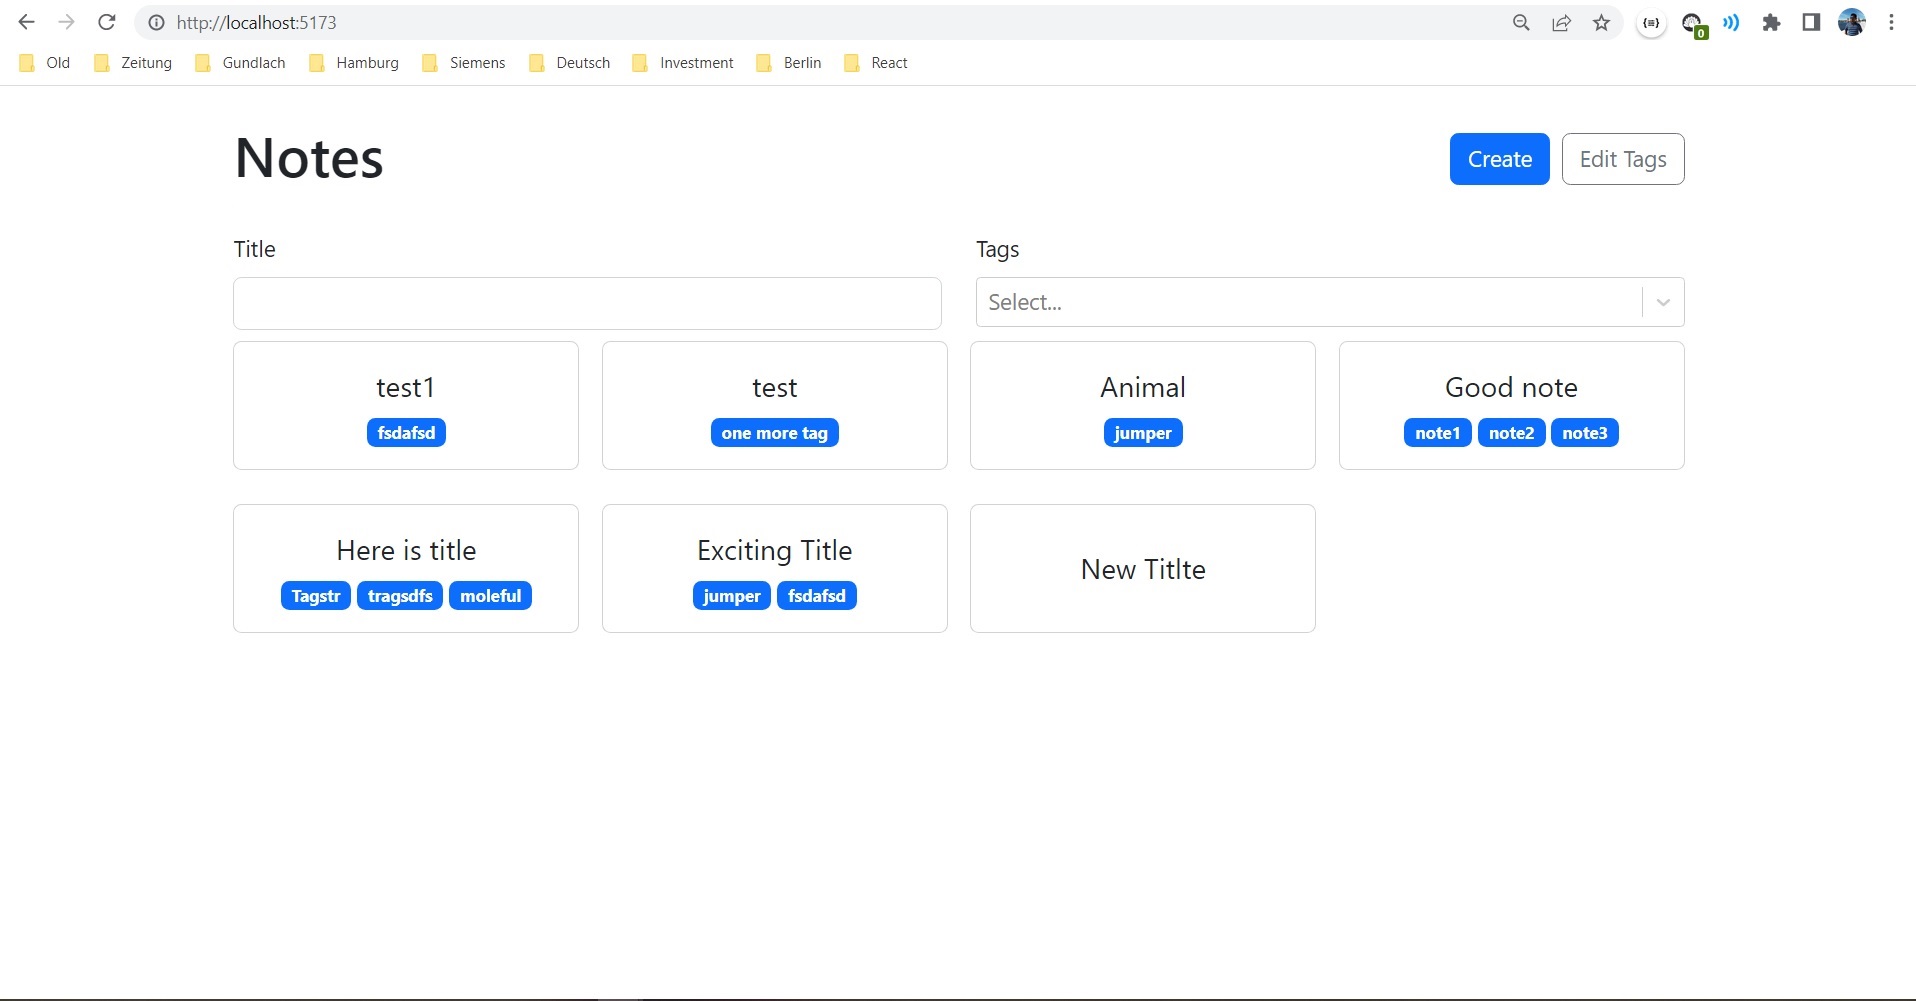 http://localhost:5173
0
Old Zeitung Gundlach Hamburg Siemens Deutsch Investment Berlin React
Notes
Create Edit Tags
Title Tags
Select...
test1 test Animal Good note
fsdafsd one more tag jumper note1 note2 note3
Here is title Exciting Title New Titlte
Tagstr tragsdfs moleful jumper fsdafsd